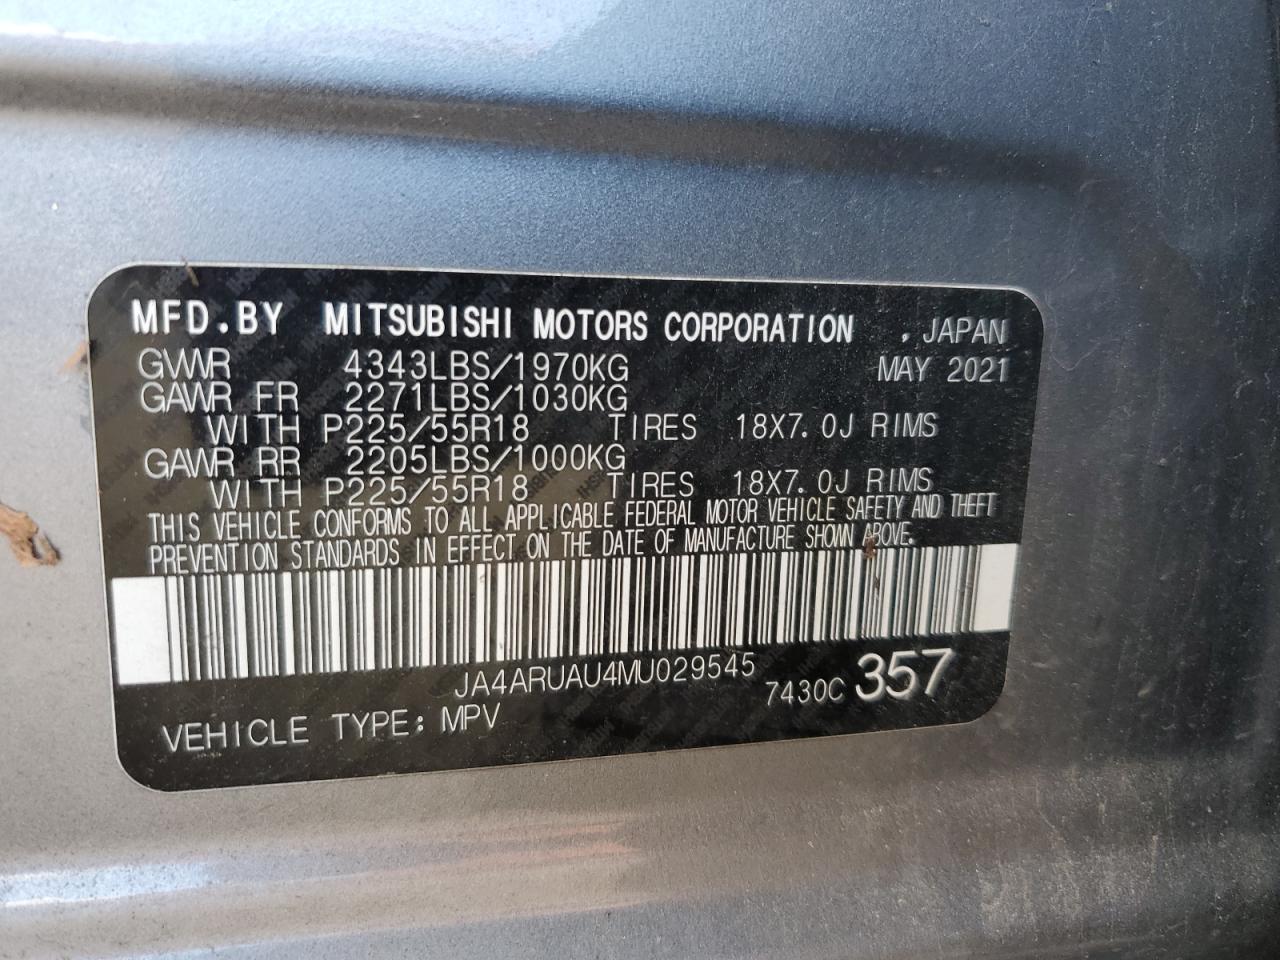 MFD.BY MITSUBISHI MOTORS CORPORATION , JAPAN
GVWR 4343LBS/1970KG MAY 2021
GAWR FR 2271LBS/1030KG
WITH P225/55R18 TIRES 18X7.0J RIMS
GAWR RR 2205LBS/1000KG
WITH P225/55R18 TIRES 18X7.0J RIMS
THIS VEHICLE CONFORMS TO ALL APPLICABLE FEDERAL MOTOR VEHICLE SAFETY AND THEFT
PREVENTION STANDARDS IN EFFECT ON THE DATE OF MANUFACTURE SHOWN ABOVE.
JA4ARUAU4MU029545 7430C 357
VEHICLE TYPE: MPV